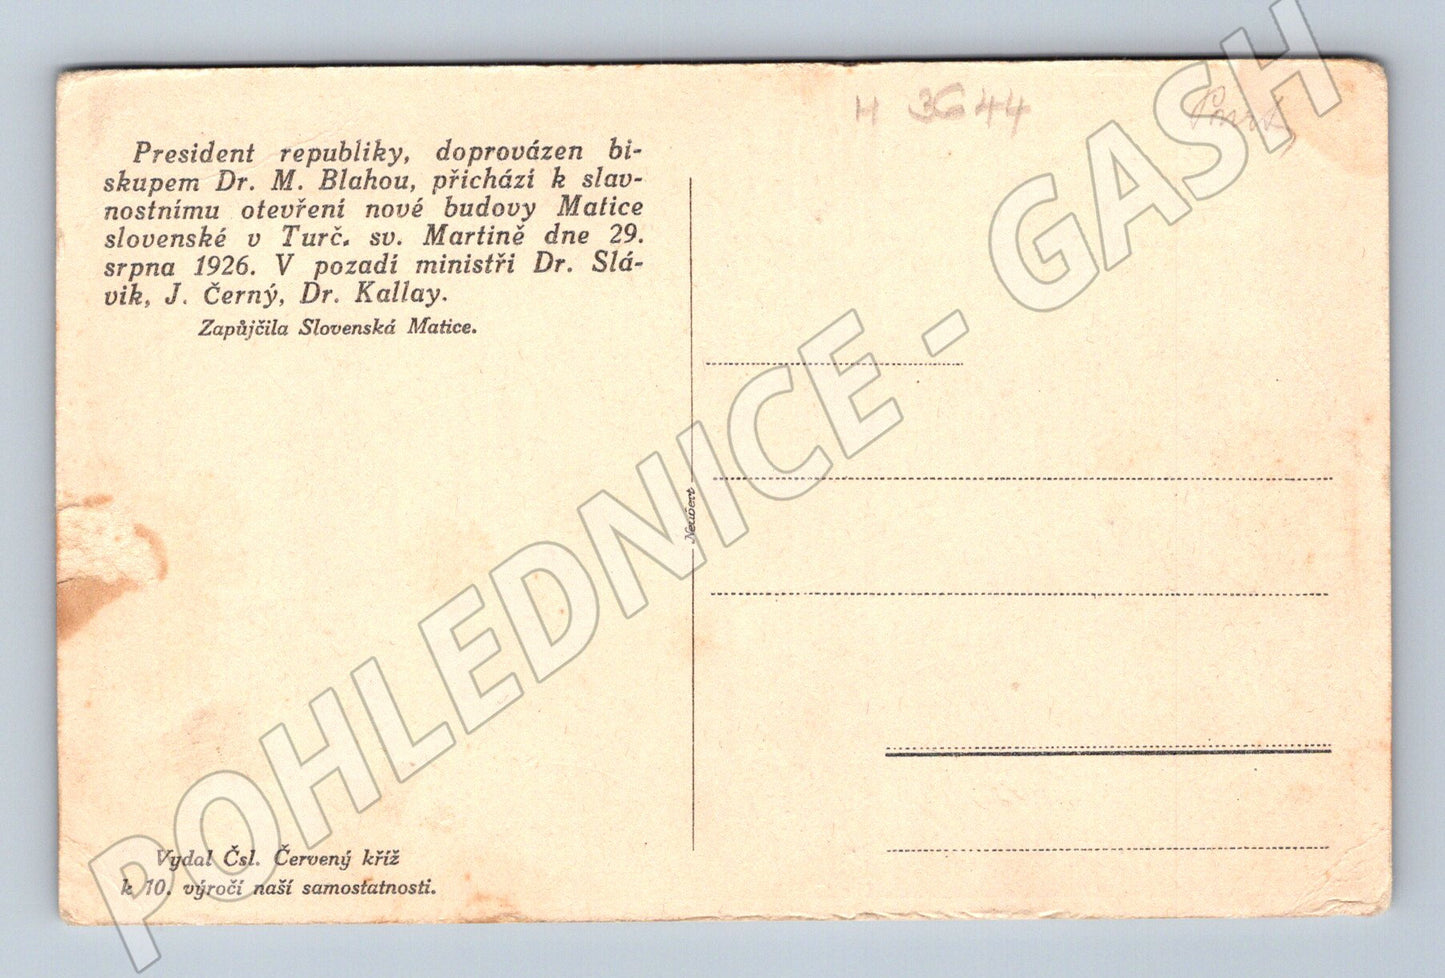 H 3G44
President republiky, doprovázen bi-
skupem Dr. M. Blahou, přichází k slav-
nostnímu otevření nové budovy Matice
slovenské v Turč. sv. Martině dne 29.
srpna 1926. V pozadí ministři Dr. Slá-
vik, J. Černý, Dr. Kallay.
Zapůjčila Slovenská Matice.
Neubert
Vydal Čsl. Červený kříž
k 10. výročí naší samostatnosti.
POHLEDNICE - GASH